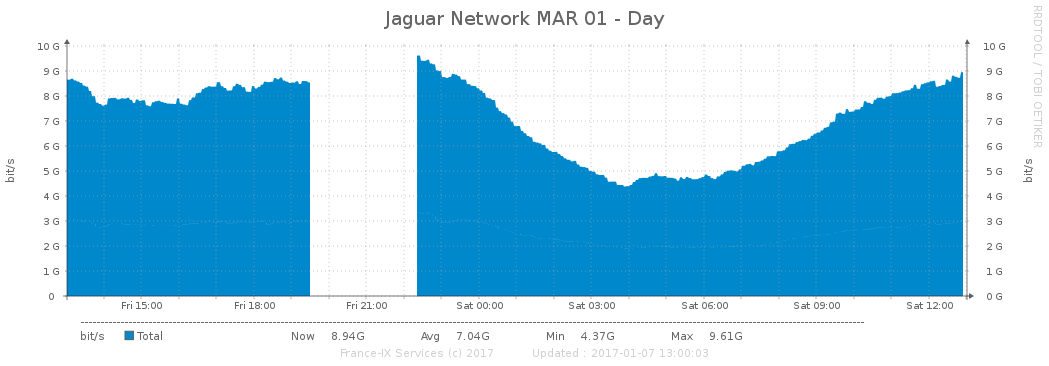 Jaguar Network MAR 01 - Day
RRDTOOL / TOBI OETIKER
bit/s
bit/s
10 G 10 G
9 G 9 G
8 G 8 G
7 G 7 G
6 G 6 G
5 G 5 G
4 G 4 G
3 G 3 G
2 G 2 G
1 G 1 G
0 0 G
Fri 15:00 Fri 18:00 Fri 21:00 Sat 00:00 Sat 03:00 Sat 06:00 Sat 09:00 Sat 12:00
bit/s Total Now 8.94G Avg 7.04G Min 4.37G Max 9.61G
France-IX Services (c) 2017 Updated : 2017-01-07 13:00:03